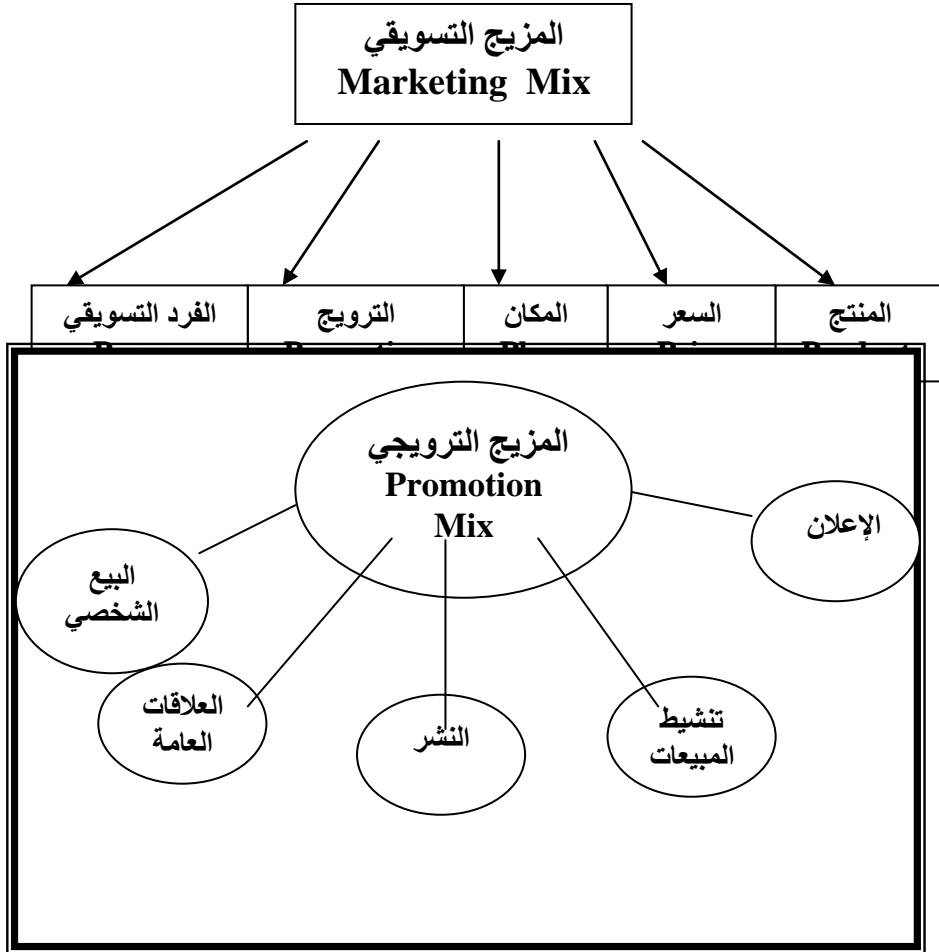 المزيج التسويقي
Marketing Mix
المنتج
السعر
المكان
الترويج
الفرد التسويقي
المزيج الترويجي
Promotion
Mix
الإعلان
البيع
الشخصي
تنشيط
المبيعات
النشر
العلاقات
العامة